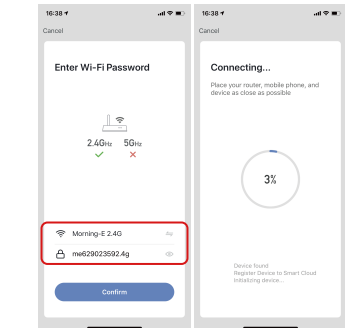 16:38
Cancel
Enter Wi-Fi Password
2.4GHz 5GHz
Morning-E 2.4G
me629023592.4g
Confirm
16:38
Cancel
Connecting...
Place your router, mobile phone, and
device as close as possible
3%
Device found
Register Device to Smart Cloud
Initializing device...